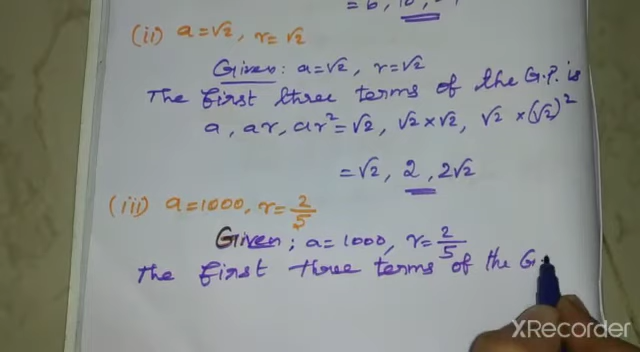 = 6, 18,
(ii) a=√2, r=√2
Given: a=√2, r=√2
The first three terms of the G.P. is
a, ar, ar² = √2, √2 × √2, √2 × (√2)²
= √2, 2, 2√2
(iii) a=1000, r=2/5
Given; a=1000, r=2/5
The first three terms of the G
XRecorder